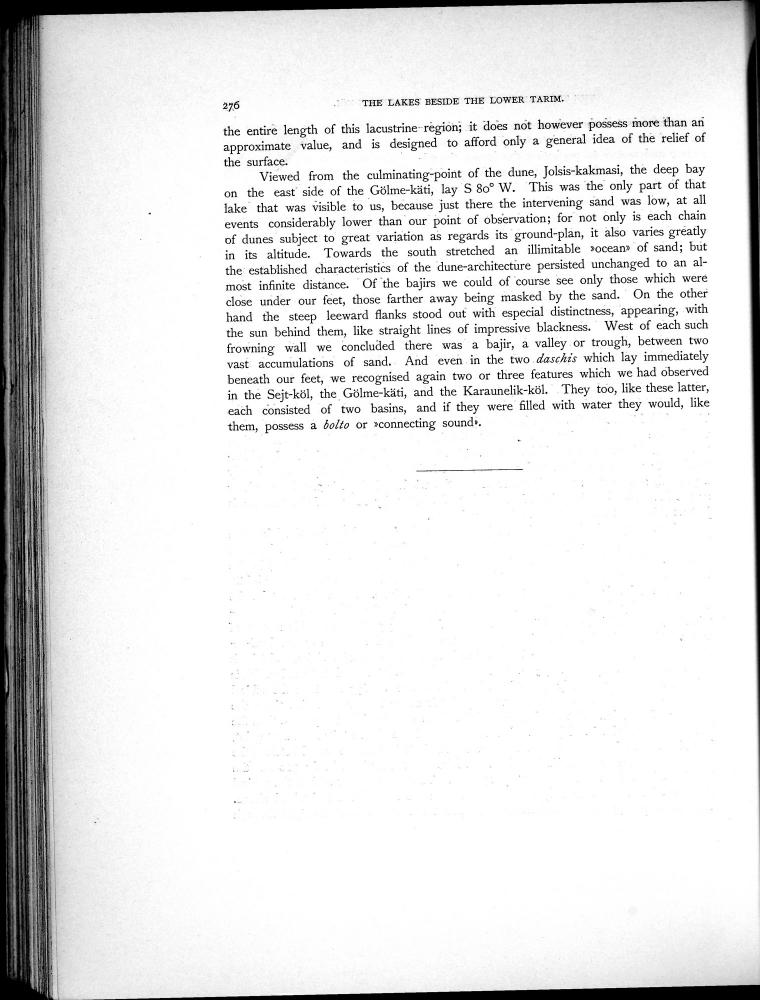 276
THE LAKES BESIDE THE LOWER TARIM.
the entire length of this lacustrine region; it does not however possess more than an
approximate value, and is designed to afford only a general idea of the relief of
the surface.
Viewed from the culminating-point of the dune, Jolsis-kakmasi, the deep bay
on the east side of the Gölme-käti, lay S 80° W. This was the only part of that
lake that was visible to us, because just there the intervening sand was low, at all
events considerably lower than our point of observation; for not only is each chain
of dunes subject to great variation as regards its ground-plan, it also varies greatly
in its altitude. Towards the south stretched an illimitable »ocean» of sand; but
the established characteristics of the dune-architecture persisted unchanged to an al-
most infinite distance. Of the bajirs we could of course see only those which were
close under our feet, those farther away being masked by the sand. On the other
hand the steep leeward flanks stood out with especial distinctness, appearing, with
the sun behind them, like straight lines of impressive blackness. West of each such
frowning wall we concluded there was a bajir, a valley or trough, between two
vast accumulations of sand. And even in the two daschis which lay immediately
beneath our feet, we recognised again two or three features which we had observed
in the Sejt-köl, the Gölme-käti, and the Karaunelik-köl. They too, like these latter,
each consisted of two basins, and if they were filled with water they would, like
them, possess a bolto or »connecting sound».